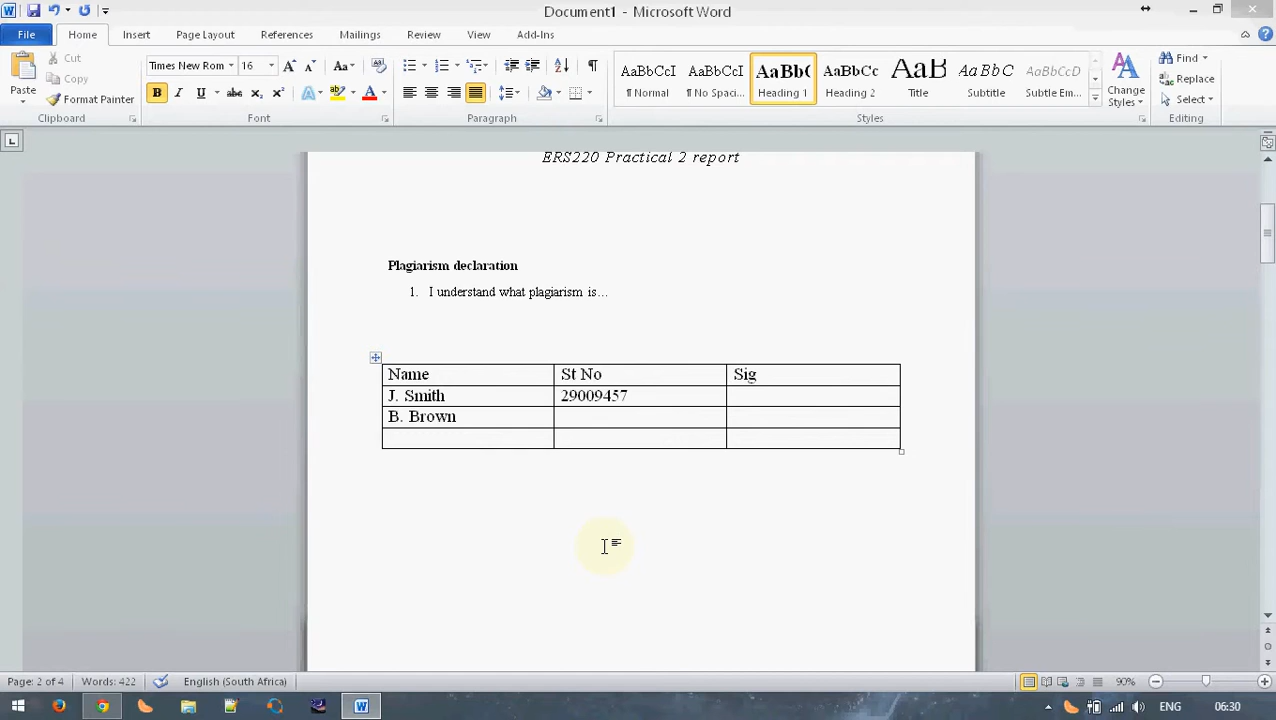 Document1 - Microsoft Word
File Home Insert Page Layout References Mailings Review View Add-Ins
Paste
Cut
Copy
Format Painter
Clipboard
Times New Rom 16
Font
Paragraph
AaBbCcI AaBbCcI AaBbC AaBbCc AaB AaBbC AaBbCcD
¶ Normal ¶ No Spaci... Heading 1 Heading 2 Title Subtitle Subtle Em...
Styles
Change Styles
Find
Replace
Select
Editing
ERS220 Practical 2 report
Plagiarism declaration
1. I understand what plagiarism is…
Name St No Sig
J. Smith 29009457
B. Brown
Page: 2 of 4 Words: 422 English (South Africa) 90%
ENG 06:30